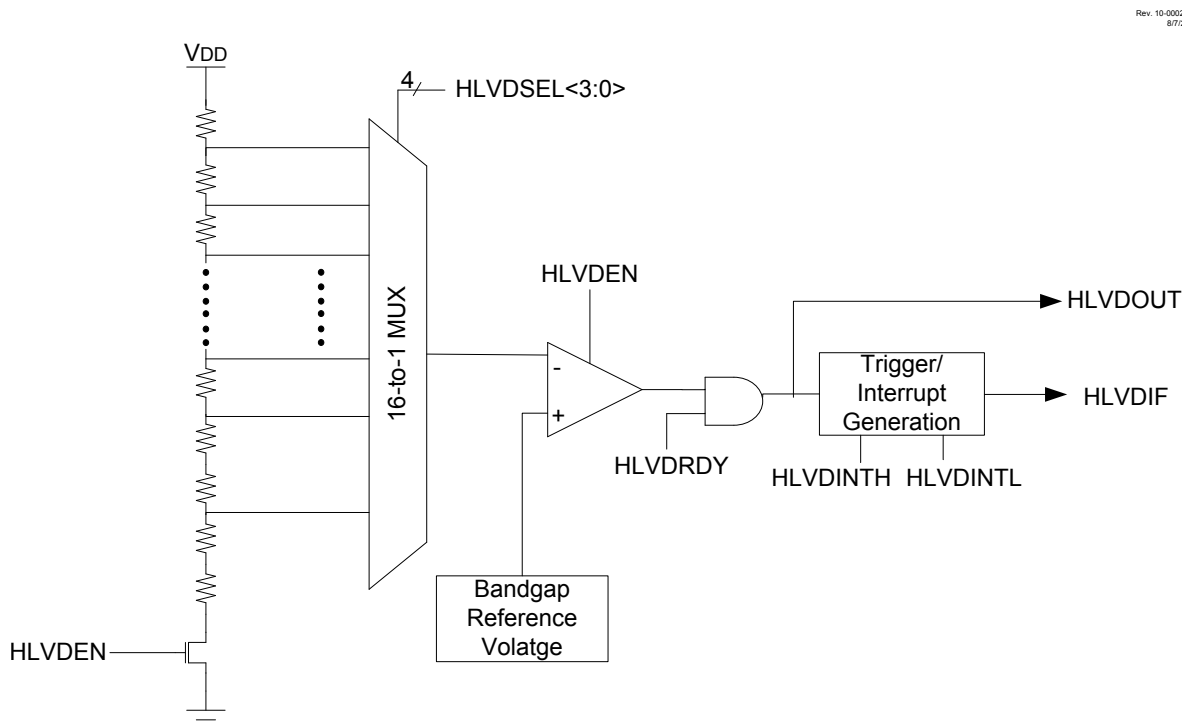 Rev. 10-0002
8/7/2
VDD
4
HLVDSEL<3:0>
16-to-1 MUX
HLVDEN
-
+
HLVDRDY
HLVDOUT
Trigger/
Interrupt
Generation
HLVDIF
HLVDINTH HLVDINTL
Bandgap
Reference
Volatge
HLVDEN